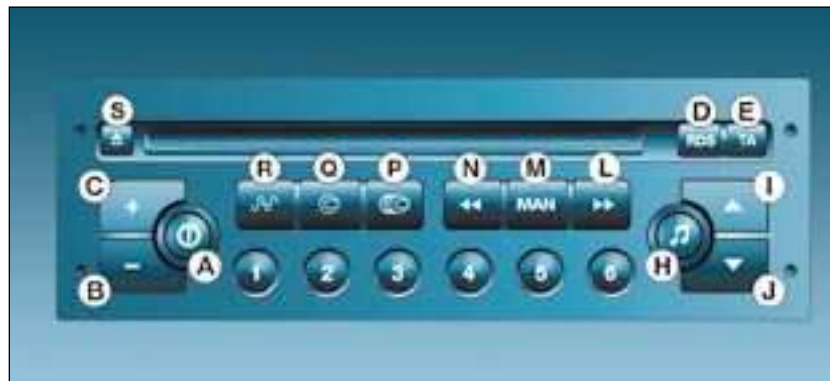 S D E
RDS TA
R Q P N M L
C I
+ MAN
A H
B - 1 2 3 4 5 6 J